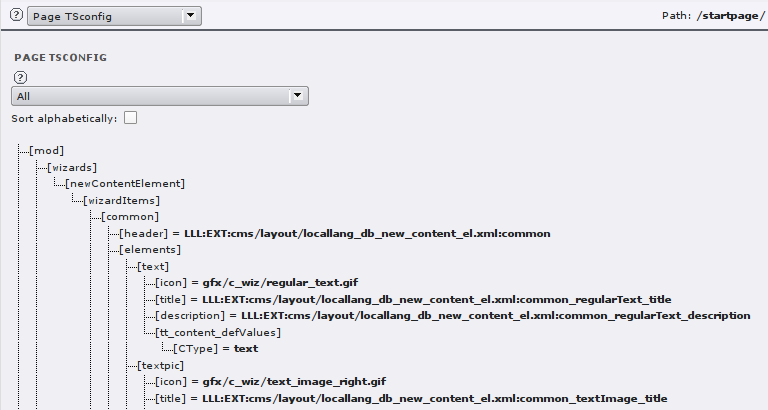 Page TSconfig Path: /startpage/
PAGE TSCONFIG
All
Sort alphabetically:
[mod]
[wizards]
[newContentElement]
[wizardItems]
[common]
[header] = LLL:EXT:cms/layout/locallang_db_new_content_el.xml:common
[elements]
[text]
[icon] = gfx/c_wiz/regular_text.gif
[title] = LLL:EXT:cms/layout/locallang_db_new_content_el.xml:common_regularText_title
[description] = LLL:EXT:cms/layout/locallang_db_new_content_el.xml:common_regularText_description
[tt_content_defValues]
[CType] = text
[textpic]
[icon] = gfx/c_wiz/text_image_right.gif
[title] = LLL:EXT:cms/layout/locallang_db_new_content_el.xml:common_textImage_title